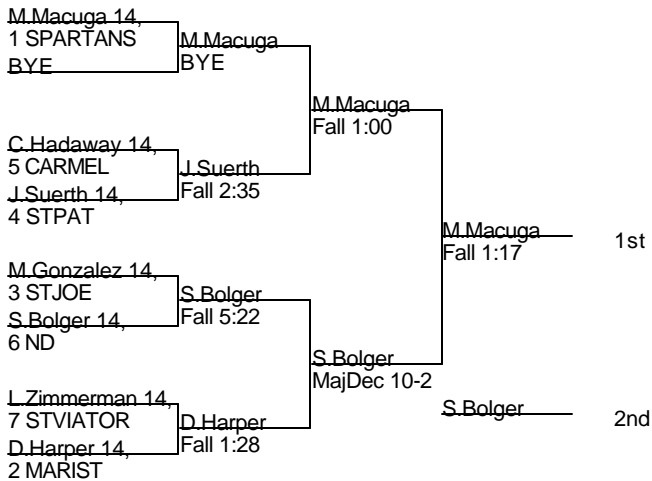 M.Macuga 14,
1 SPARTANS
BYE
C.Hadaway 14,
5 CARMEL
J.Suerth 14,
4 STPAT
M.Gonzalez 14,
3 STJOE
S.Bolger 14,
6 ND
L.Zimmerman 14,
7 STVIATOR
D.Harper 14,
2 MARIST
M.Macuga
BYE
J.Suerth
Fall 2:35
S.Bolger
Fall 5:22
D.Harper
Fall 1:28
M.Macuga
Fall 1:00
S.Bolger
MajDec 10-2
M.Macuga
Fall 1:17
1st
S.Bolger
2nd